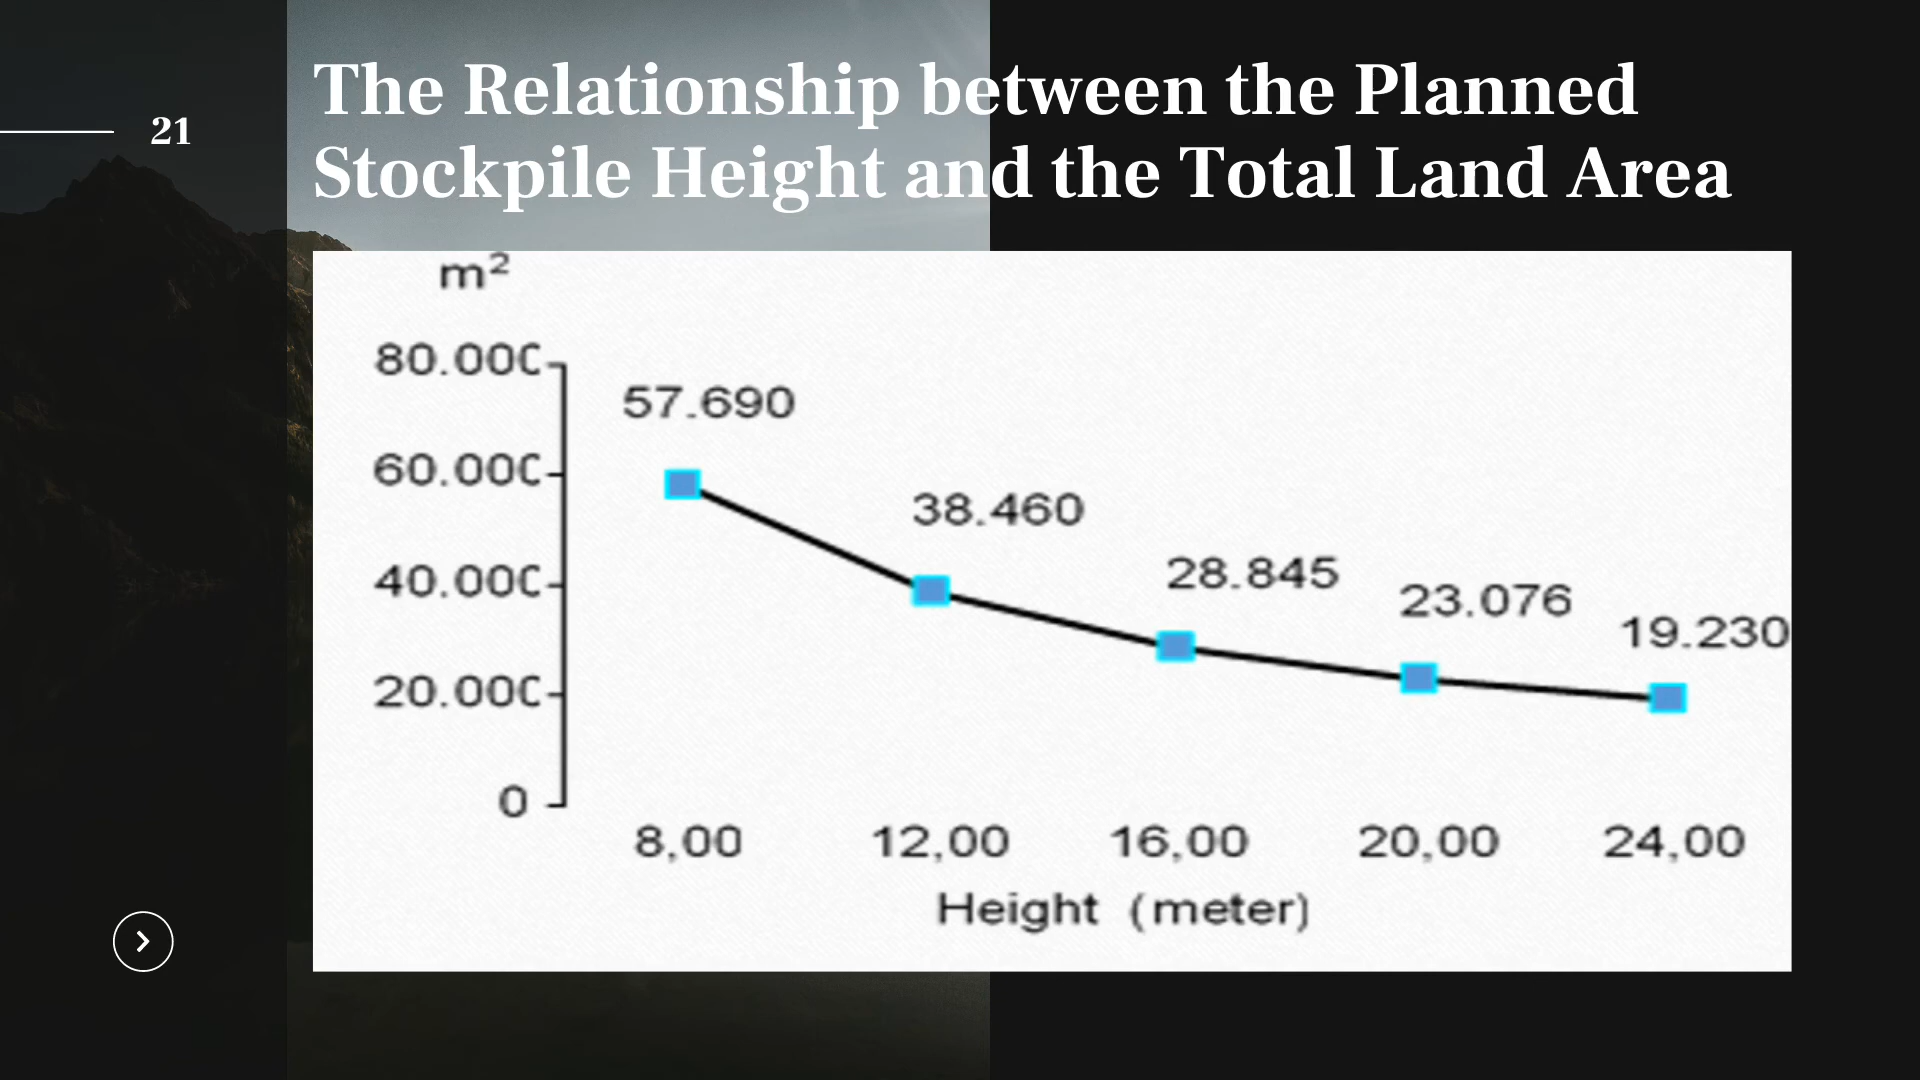 21
The Relationship between the Planned
Stockpile Height and the Total Land Area
m²
80.000
57.690
60.000
38.460
40.000
28.845
23.076
19.230
20.000
0
8,00 12,00 16,00 20,00 24,00
Height (meter)